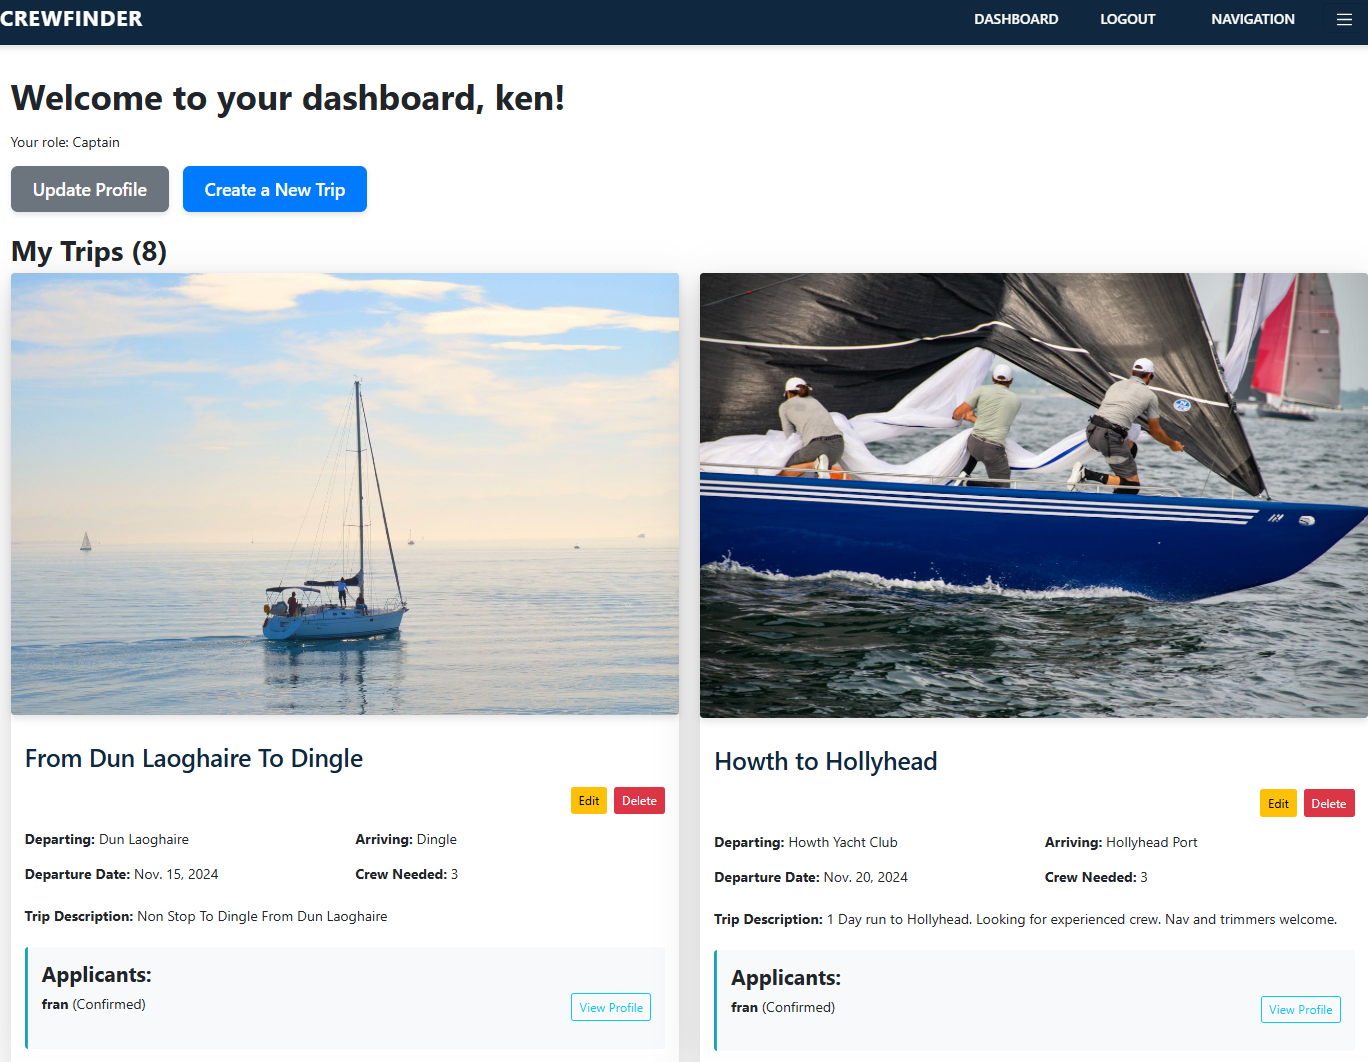 CREWFINDER
DASHBOARD LOGOUT NAVIGATION
Welcome to your dashboard, ken!
Your role: Captain
Update Profile Create a New Trip
My Trips (8)
From Dun Laoghaire To Dingle
Edit Delete
Departing: Dun Laoghaire Arriving: Dingle
Departure Date: Nov. 15, 2024 Crew Needed: 3
Trip Description: Non Stop To Dingle From Dun Laoghaire
Applicants:
fran (Confirmed) View Profile
Howth to Hollyhead
Edit Delete
Departing: Howth Yacht Club Arriving: Hollyhead Port
Departure Date: Nov. 20, 2024 Crew Needed: 3
Trip Description: 1 Day run to Hollyhead. Looking for experienced crew. Nav and trimmers welcome.
Applicants:
fran (Confirmed) View Profile